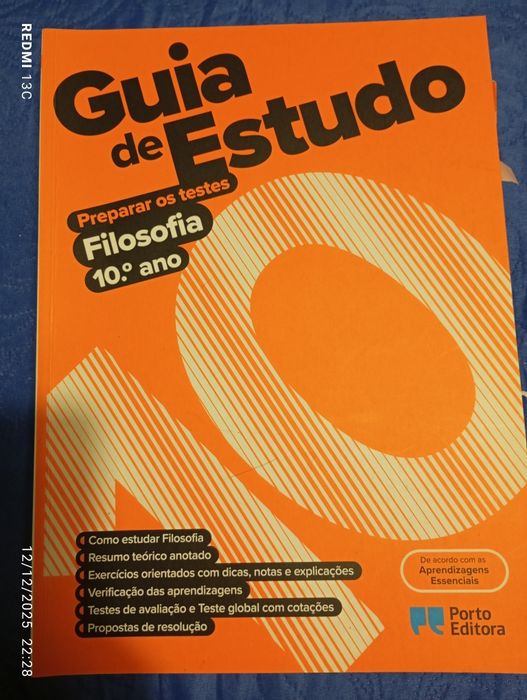 REDMI 13C
Guia
de Estudo
Preparar os testes
Filosofia
10.º ano
10
Como estudar Filosofia
Resumo teórico anotado
Exercícios orientados com dicas, notas e explicações
Verificação das aprendizagens
Testes de avaliação e Teste global com cotações
Propostas de resolução
De acordo com as
Aprendizagens
Essenciais
Porto
Editora
12/12/2025 22:28